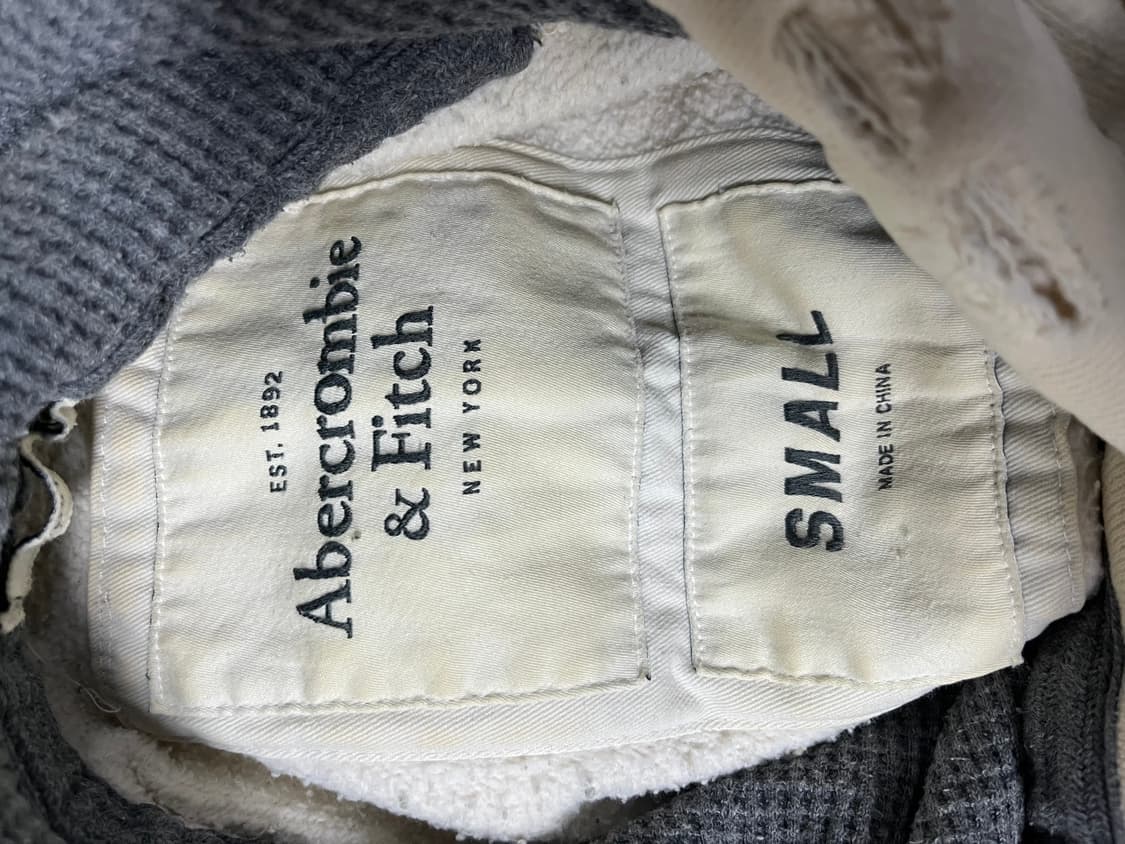 EST. 1892
Abercrombie
& Fitch
NEW YORK
SMALL
MADE IN CHINA